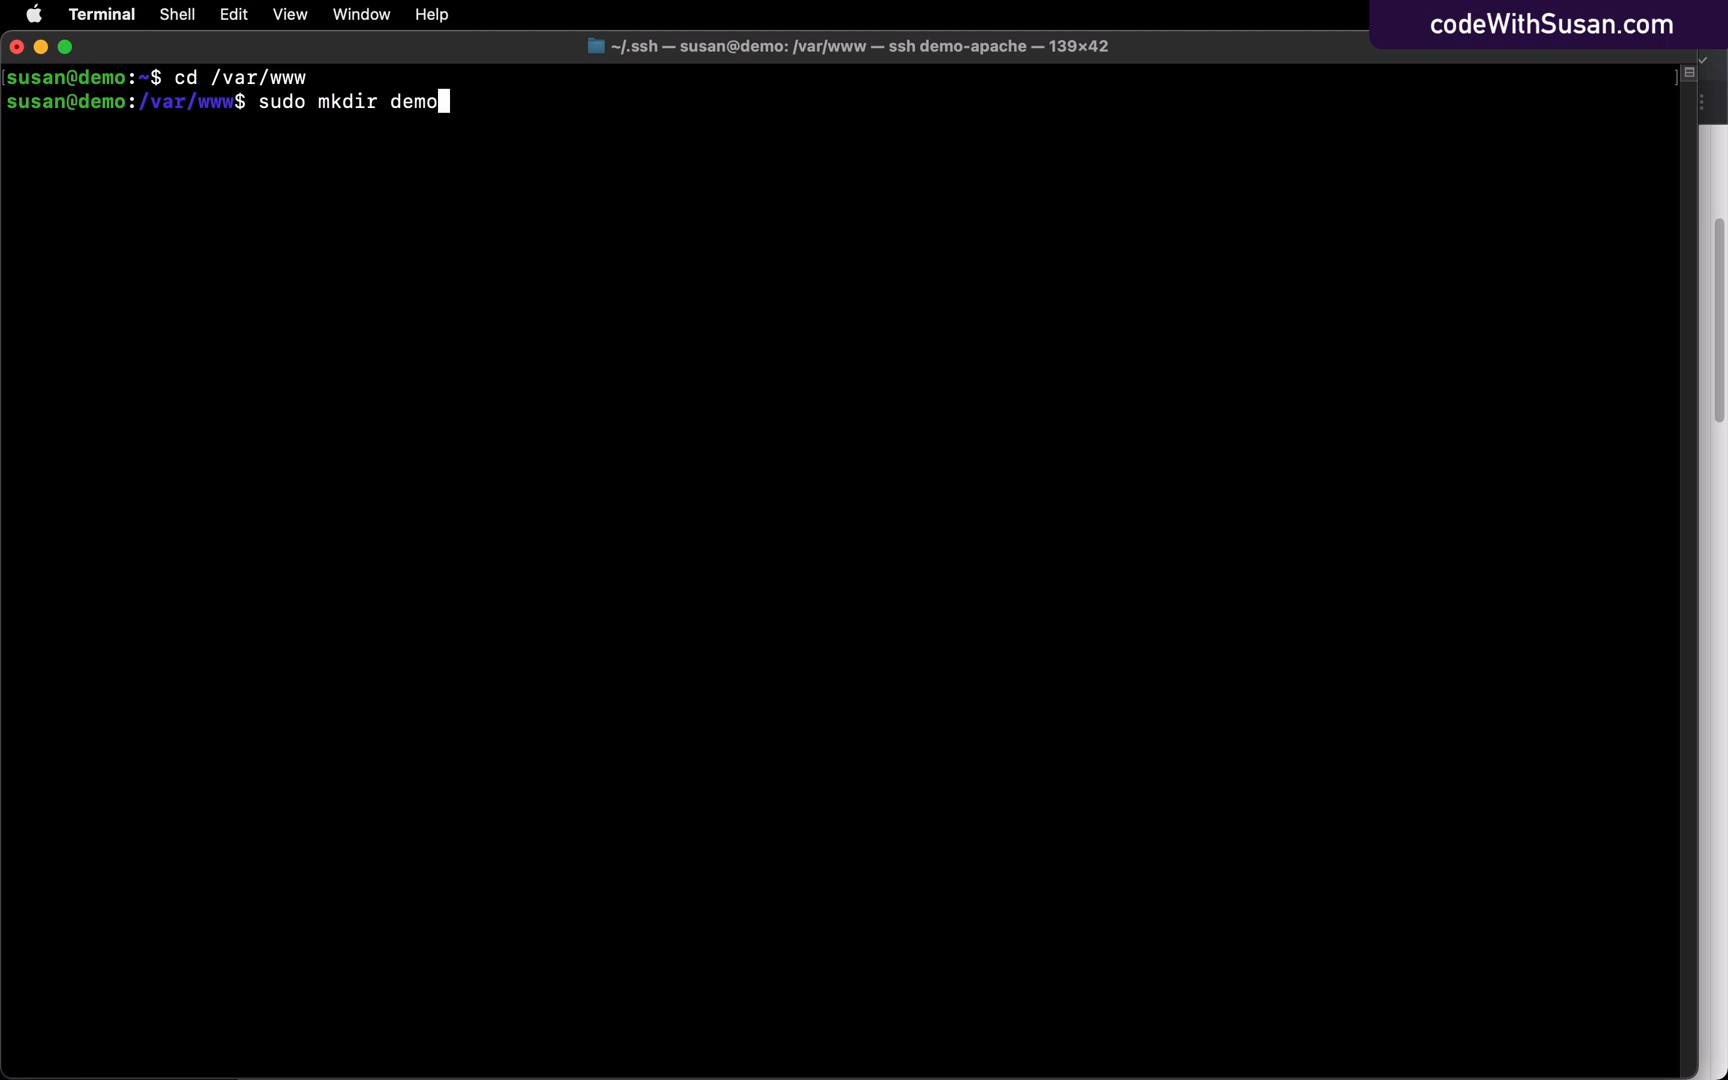 Terminal Shell Edit View Window Help
codeWithSusan.com
~/.ssh — susan@demo: /var/www — ssh demo-apache — 139×42
[susan@demo:~$ cd /var/www ]
susan@demo:/var/www$ sudo mkdir demo